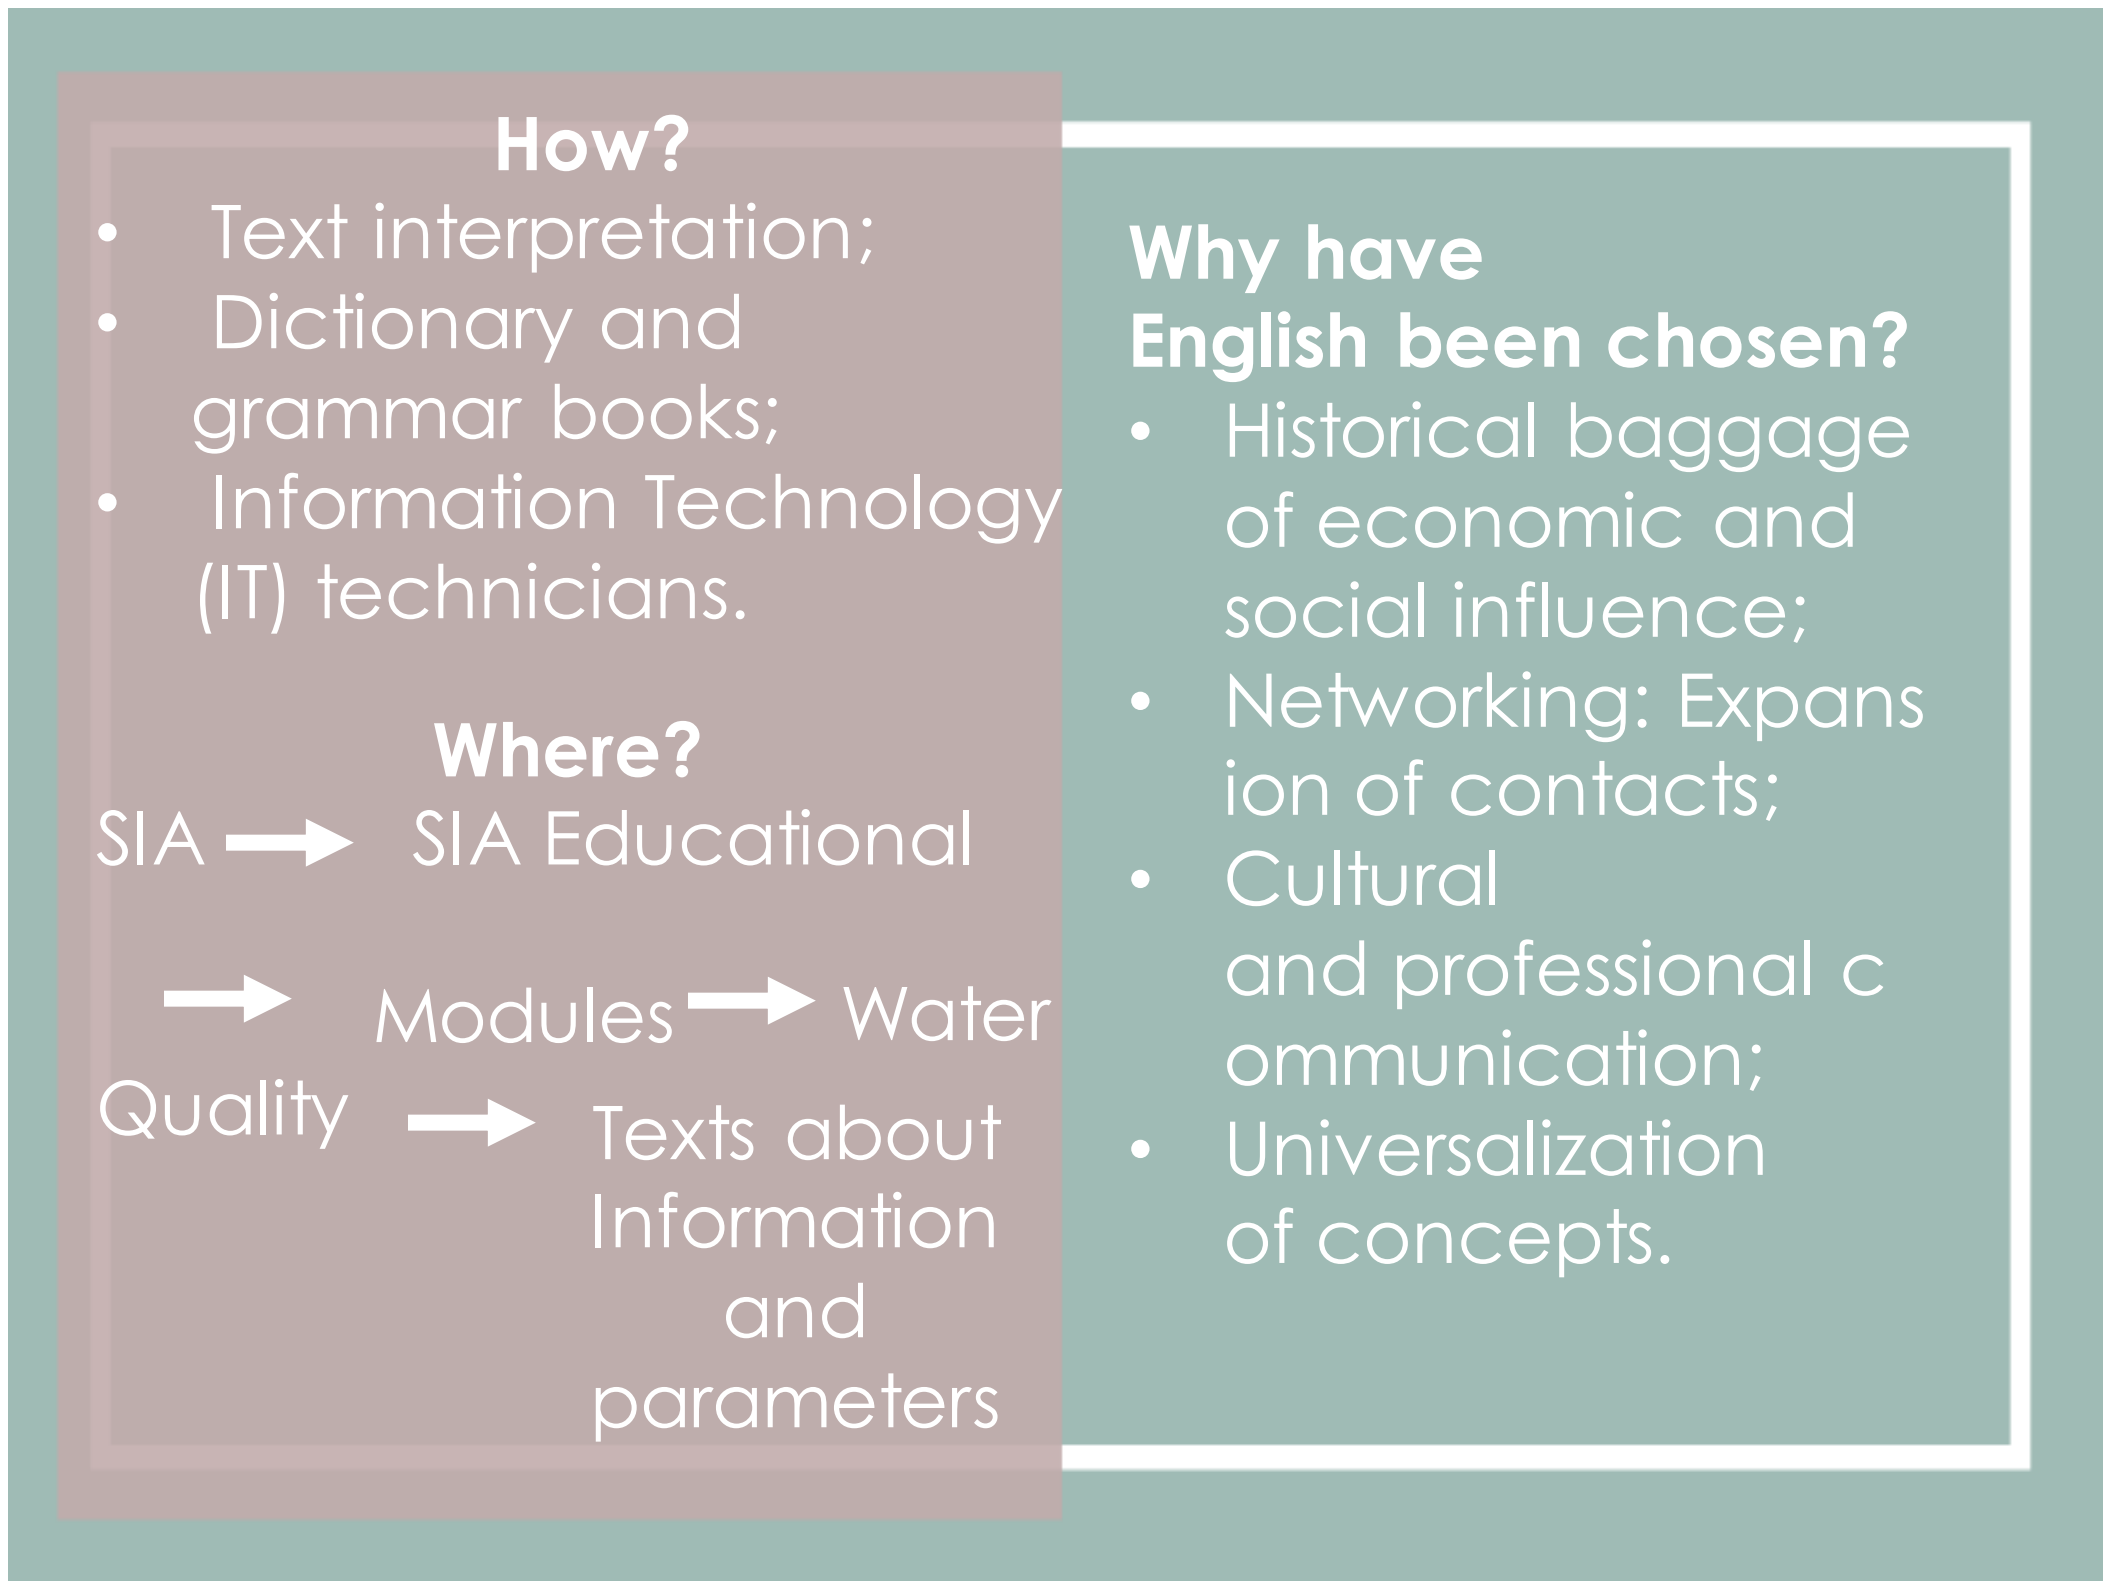 How?
• Text interpretation;
• Dictionary and
grammar books;
• Information Technology
(IT) technicians.
Where?
SIA → SIA Educational
→ Modules → Water
Quality → Texts about
Information
and
parameters
Why have
English been chosen?
• Historical baggage
of economic and
social influence;
• Networking: Expans
ion of contacts;
• Cultural
and professional c
ommunication;
• Universalization
of concepts.